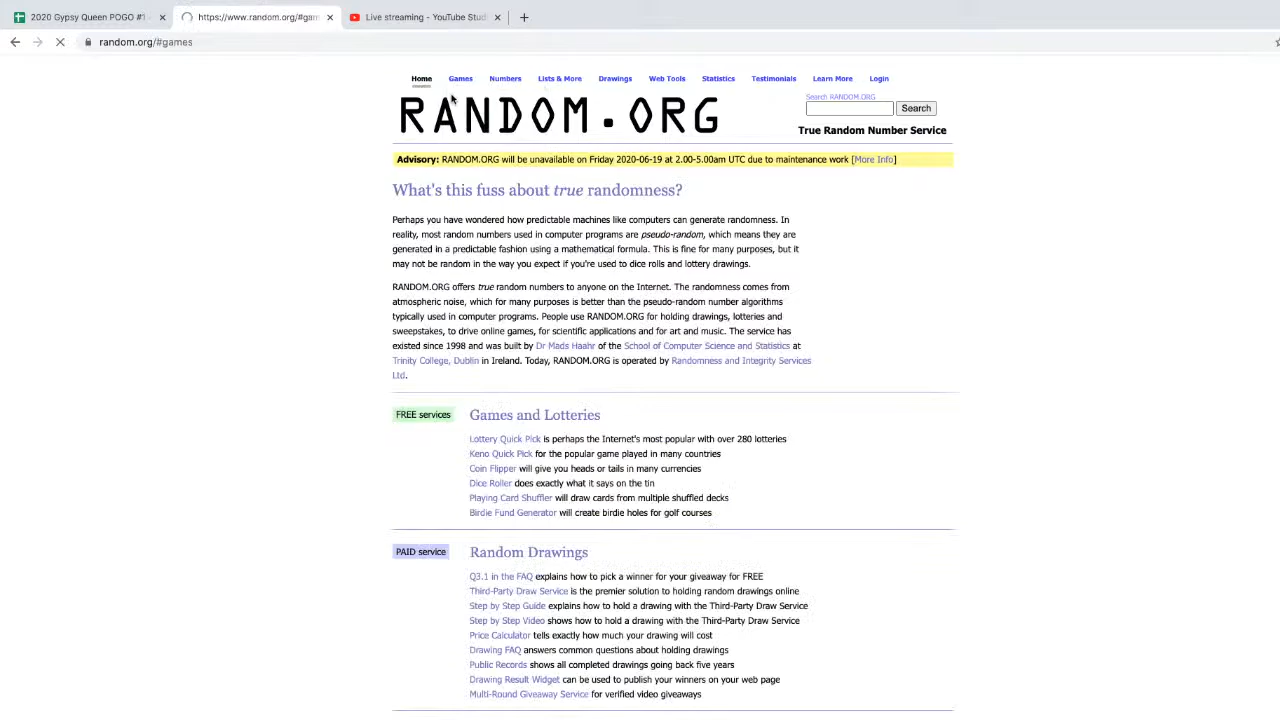 2020 Gypsy Queen POGO #1
https://www.random.org/#gam
Live streaming - YouTube Stud
random.org/#games
Home Games Numbers Lists & More Drawings Web Tools Statistics Testimonials Learn More Login
RANDOM.ORG
Search RANDOM.ORG
Search
True Random Number Service
Advisory: RANDOM.ORG will be unavailable on Friday 2020-06-19 at 2.00-5.00am UTC due to maintenance work [More Info]
What's this fuss about true randomness?
Perhaps you have wondered how predictable machines like computers can generate randomness. In
reality, most random numbers used in computer programs are pseudo-random, which means they are
generated in a predictable fashion using a mathematical formula. This is fine for many purposes, but it
may not be random in the way you expect if you're used to dice rolls and lottery drawings.
RANDOM.ORG offers true random numbers to anyone on the Internet. The randomness comes from
atmospheric noise, which for many purposes is better than the pseudo-random number algorithms
typically used in computer programs. People use RANDOM.ORG for holding drawings, lotteries and
sweepstakes, to drive online games, for scientific applications and for art and music. The service has
existed since 1998 and was built by Dr Mads Haahr of the School of Computer Science and Statistics at
Trinity College, Dublin in Ireland. Today, RANDOM.ORG is operated by Randomness and Integrity Services
Ltd.
FREE services
Games and Lotteries
Lottery Quick Pick is perhaps the Internet's most popular with over 280 lotteries
Keno Quick Pick for the popular game played in many countries
Coin Flipper will give you heads or tails in many currencies
Dice Roller does exactly what it says on the tin
Playing Card Shuffler will draw cards from multiple shuffled decks
Birdie Fund Generator will create birdie holes for golf courses
PAID service
Random Drawings
Q3.1 in the FAQ explains how to pick a winner for your giveaway for FREE
Third-Party Draw Service is the premier solution to holding random drawings online
Step by Step Guide explains how to hold a drawing with the Third-Party Draw Service
Step by Step Video shows how to hold a drawing with the Third-Party Draw Service
Price Calculator tells exactly how much your drawing will cost
Drawing FAQ answers common questions about holding drawings
Public Records shows all completed drawings going back five years
Drawing Result Widget can be used to publish your winners on your web page
Multi-Round Giveaway Service for verified video giveaways